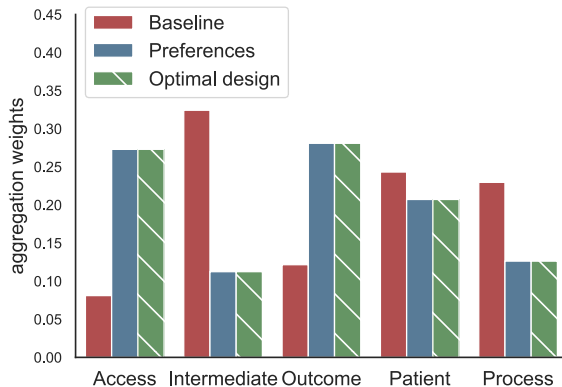 0.45
0.40
0.35
0.30
0.25
0.20
0.15
0.10
0.05
0.00
aggregation weights
Baseline
Preferences
Optimal design
Access Intermediate Outcome Patient Process